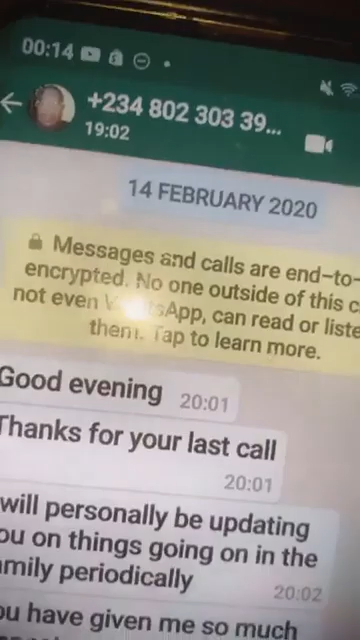 00:14
+234 802 303 39...
19:02
14 FEBRUARY 2020
Messages and calls are end-to-
encrypted. No one outside of this c
not even WhatsApp, can read or liste
them. Tap to learn more.
Good evening 20:01
Thanks for your last call
20:01
will personally be updating
ou on things going on in the
amily periodically
20:02
ou have given me so much